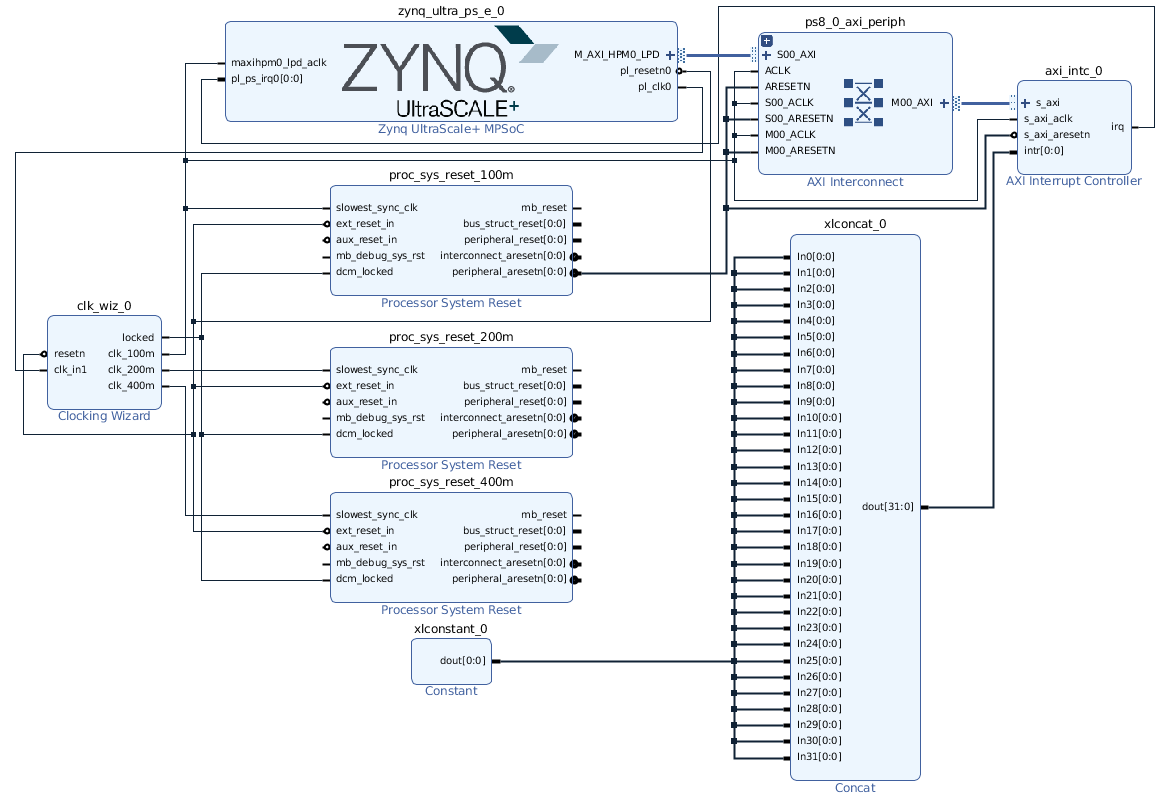 zynq_ultra_ps_e_0
maxihpm0_lpd_aclk
pl_ps_irq0[0:0]
ZYNQ®
UltraSCALE+
M_AXI_HPM0_LPD
pl_resetn0
pl_clk0
Zynq UltraScale+ MPSoC
ps8_0_axi_periph
S00_AXI
ACLK
ARESETN
S00_ACLK
S00_ARESETN
M00_ACLK
M00_ARESETN
M00_AXI
AXI Interconnect
axi_intc_0
s_axi
s_axi_aclk
s_axi_aresetn
intr[0:0]
irq
AXI Interrupt Controller
proc_sys_reset_100m
slowest_sync_clk
ext_reset_in
aux_reset_in
mb_debug_sys_rst
dcm_locked
mb_reset
bus_struct_reset[0:0]
peripheral_reset[0:0]
interconnect_aresetn[0:0]
peripheral_aresetn[0:0]
Processor System Reset
clk_wiz_0
resetn
clk_in1
locked
clk_100m
clk_200m
clk_400m
Clocking Wizard
proc_sys_reset_200m
slowest_sync_clk
ext_reset_in
aux_reset_in
mb_debug_sys_rst
dcm_locked
mb_reset
bus_struct_reset[0:0]
peripheral_reset[0:0]
interconnect_aresetn[0:0]
peripheral_aresetn[0:0]
Processor System Reset
proc_sys_reset_400m
slowest_sync_clk
ext_reset_in
aux_reset_in
mb_debug_sys_rst
dcm_locked
mb_reset
bus_struct_reset[0:0]
peripheral_reset[0:0]
interconnect_aresetn[0:0]
peripheral_aresetn[0:0]
Processor System Reset
xlconstant_0
dout[0:0]
Constant
xlconcat_0
In0[0:0]
In1[0:0]
In2[0:0]
In3[0:0]
In4[0:0]
In5[0:0]
In6[0:0]
In7[0:0]
In8[0:0]
In9[0:0]
In10[0:0]
In11[0:0]
In12[0:0]
In13[0:0]
In14[0:0]
In15[0:0]
In16[0:0]
In17[0:0]
In18[0:0]
In19[0:0]
In20[0:0]
In21[0:0]
In22[0:0]
In23[0:0]
In24[0:0]
In25[0:0]
In26[0:0]
In27[0:0]
In28[0:0]
In29[0:0]
In30[0:0]
In31[0:0]
dout[31:0]
Concat